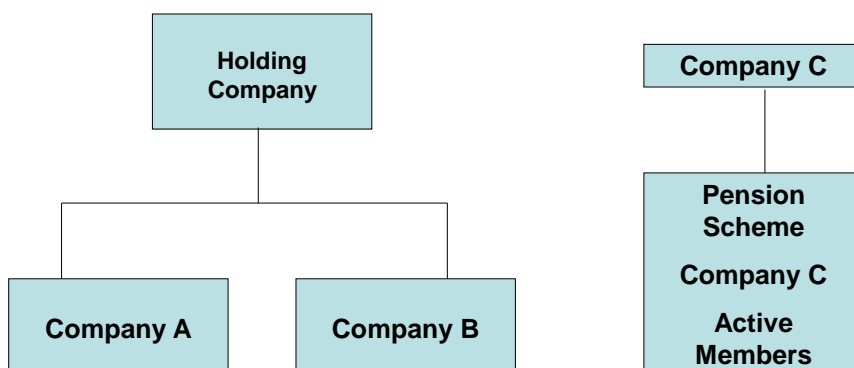 Holding
Company
Company A
Company B
Company C
Pension
Scheme
Company C
Active
Members